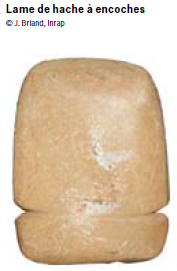 Lame de hache à encoches
© J. Briand, Inrap